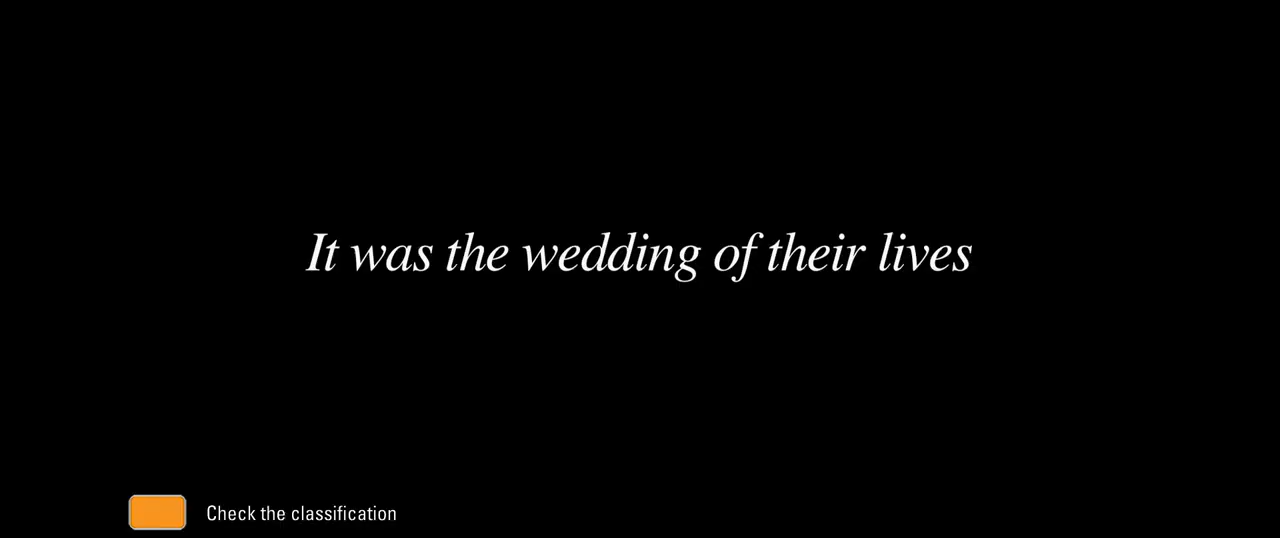 It was the wedding of their lives
Check the classification